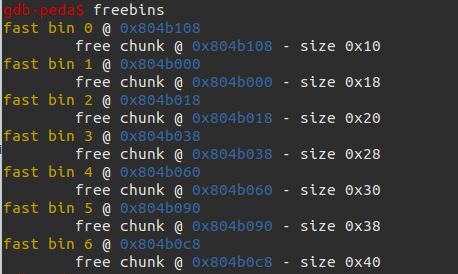 gdb-peda$ freebins
fast bin 0 @ 0x804b108
        free chunk @ 0x804b108 - size 0x10
fast bin 1 @ 0x804b000
        free chunk @ 0x804b000 - size 0x18
fast bin 2 @ 0x804b018
        free chunk @ 0x804b018 - size 0x20
fast bin 3 @ 0x804b038
        free chunk @ 0x804b038 - size 0x28
fast bin 4 @ 0x804b060
        free chunk @ 0x804b060 - size 0x30
fast bin 5 @ 0x804b090
        free chunk @ 0x804b090 - size 0x38
fast bin 6 @ 0x804b0c8
        free chunk @ 0x804b0c8 - size 0x40